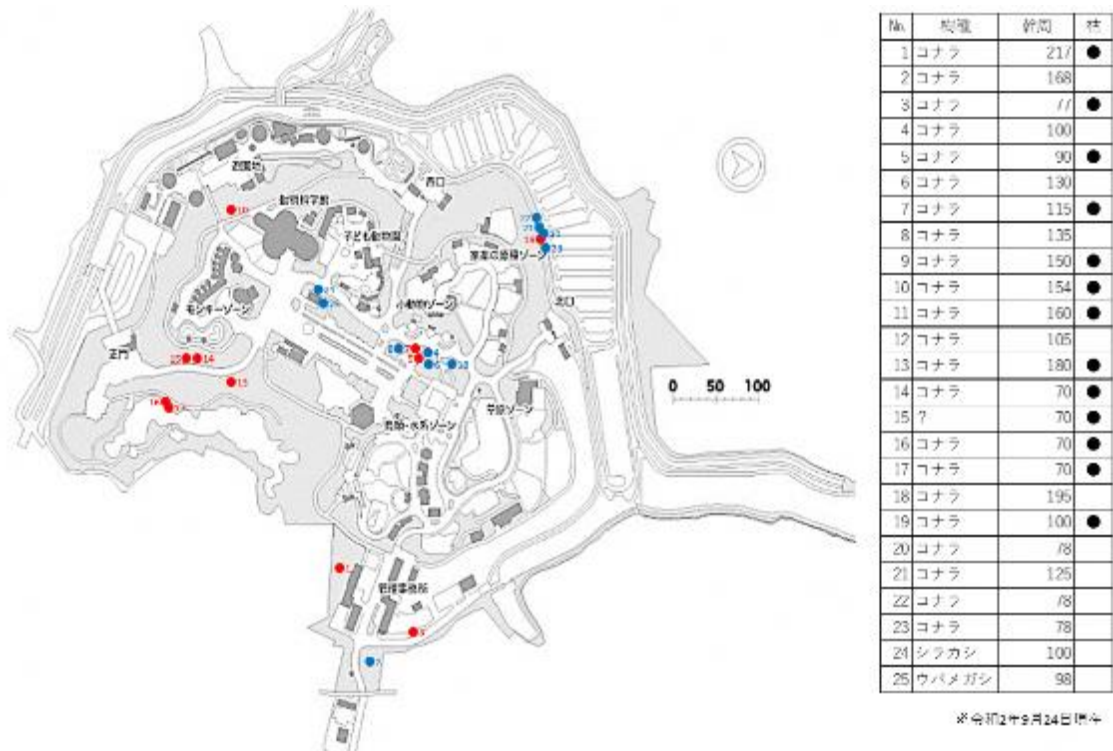 遊園地
西口
動物科学館
子ども動物園
モンキーゾーン
正門
小動物ゾーン
家畜の原種ゾーン
北口
草原ゾーン
鳥類・水系ゾーン
管理事務所
0 50 100
No. 樹種 幹周 枯
1 コナラ 217 ●
2 コナラ 168
3 コナラ 77 ●
4 コナラ 100
5 コナラ 90 ●
6 コナラ 130
7 コナラ 115 ●
8 コナラ 135
9 コナラ 150 ●
10 コナラ 154 ●
11 コナラ 160 ●
12 コナラ 105
13 コナラ 180 ●
14 コナラ 70 ●
15 ? 70 ●
16 コナラ 70 ●
17 コナラ 70 ●
18 コナラ 195
19 コナラ 100 ●
20 コナラ 78
21 コナラ 125
22 コナラ 78
23 コナラ 78
24 シラカシ 100
25 ウバメガシ 98
※令和2年9月24日現在